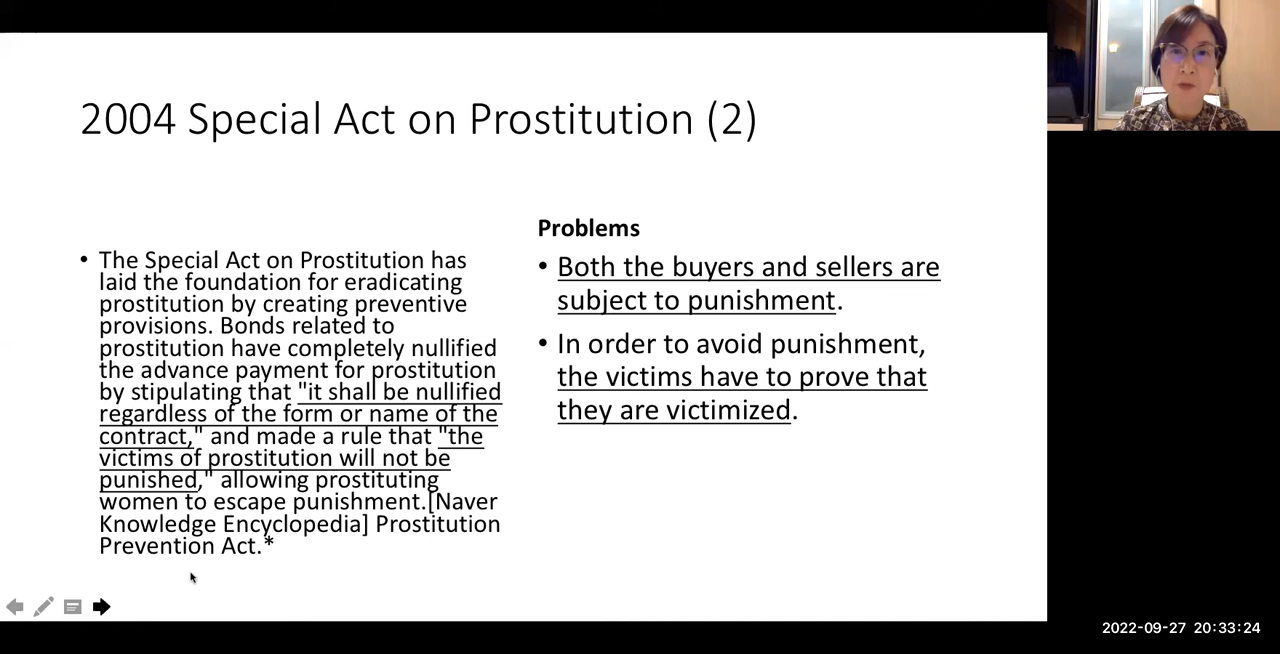 2004 Special Act on Prostitution (2)
• The Special Act on Prostitution has
laid the foundation for eradicating
prostitution by creating preventive
provisions. Bonds related to
prostitution have completely nullified
the advance payment for prostitution
by stipulating that "it shall be nullified
regardless of the form or name of the
contract," and made a rule that "the
victims of prostitution will not be
punished," allowing prostituting
women to escape punishment.[Naver
Knowledge Encyclopedia] Prostitution
Prevention Act.*
Problems
• Both the buyers and sellers are
subject to punishment.
• In order to avoid punishment,
the victims have to prove that
they are victimized.
2022-09-27 20:33:24